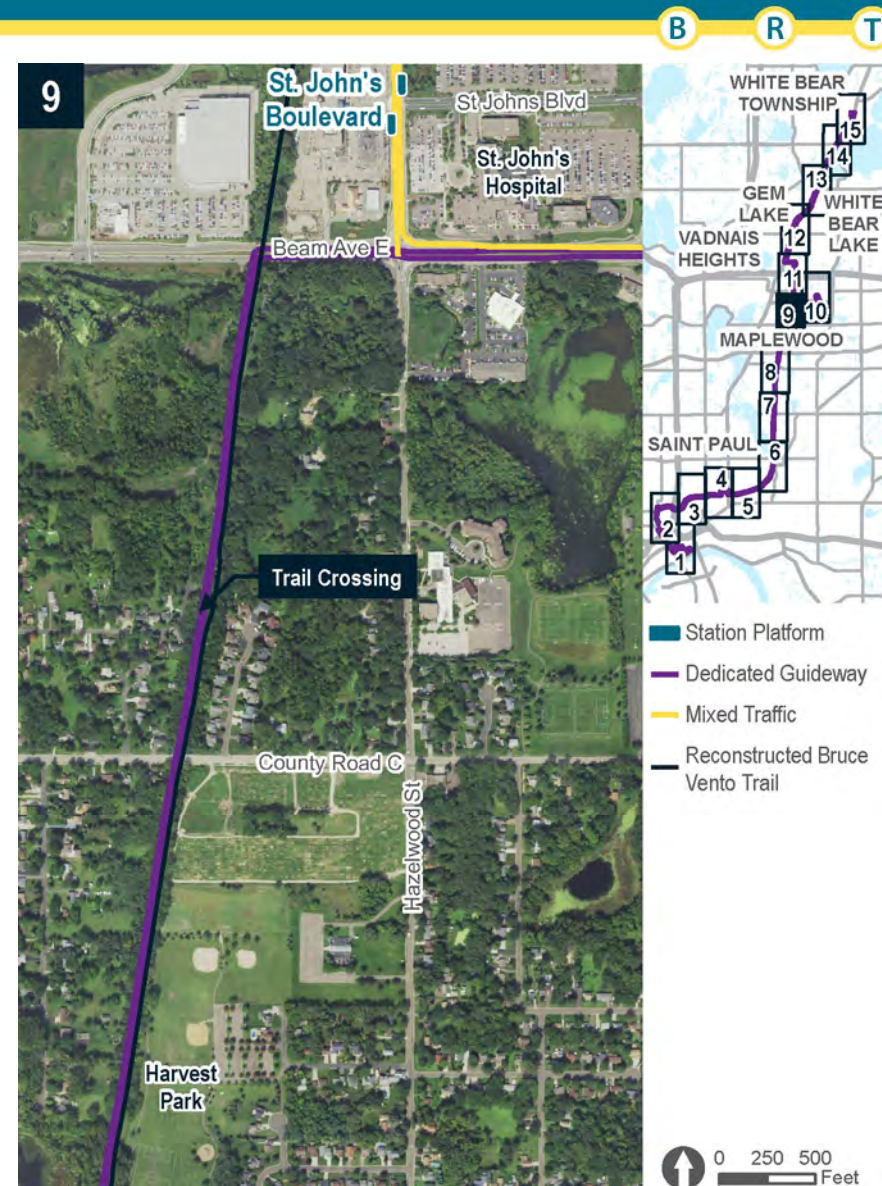 B R T
9
St. John's
Boulevard
St Johns Blvd
St. John's
Hospital
Beam Ave E
Trail Crossing
County Road C
Hazelwood St
Harvest
Park
WHITE BEAR
TOWNSHIP
15
14
13
GEM
LAKE
WHITE
BEAR
LAKE
12
VADNAIS
HEIGHTS
11
9
10
MAPLEWOOD
8
7
SAINT PAUL
6
4
5
3
2
1
Station Platform
Dedicated Guideway
Mixed Traffic
Reconstructed Bruce
Vento Trail
0 250 500
Feet